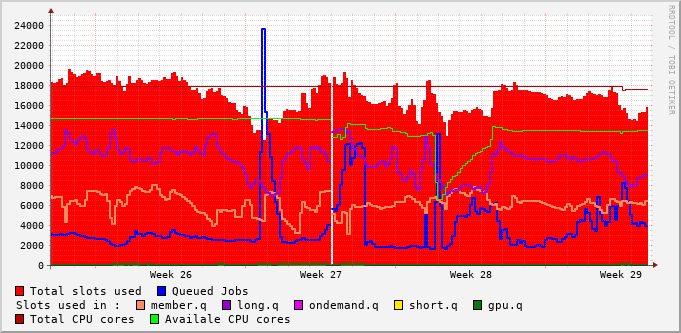 24000
22000
20000
18000
16000
14000
12000
10000
8000
6000
4000
2000
0
Week 26 Week 27 Week 28 Week 29
Total slots used Queued Jobs
Slots used in : member.q long.q ondemand.q short.q gpu.q
Total CPU cores Availale CPU cores
RRDTOOL / TOBI OETIKER